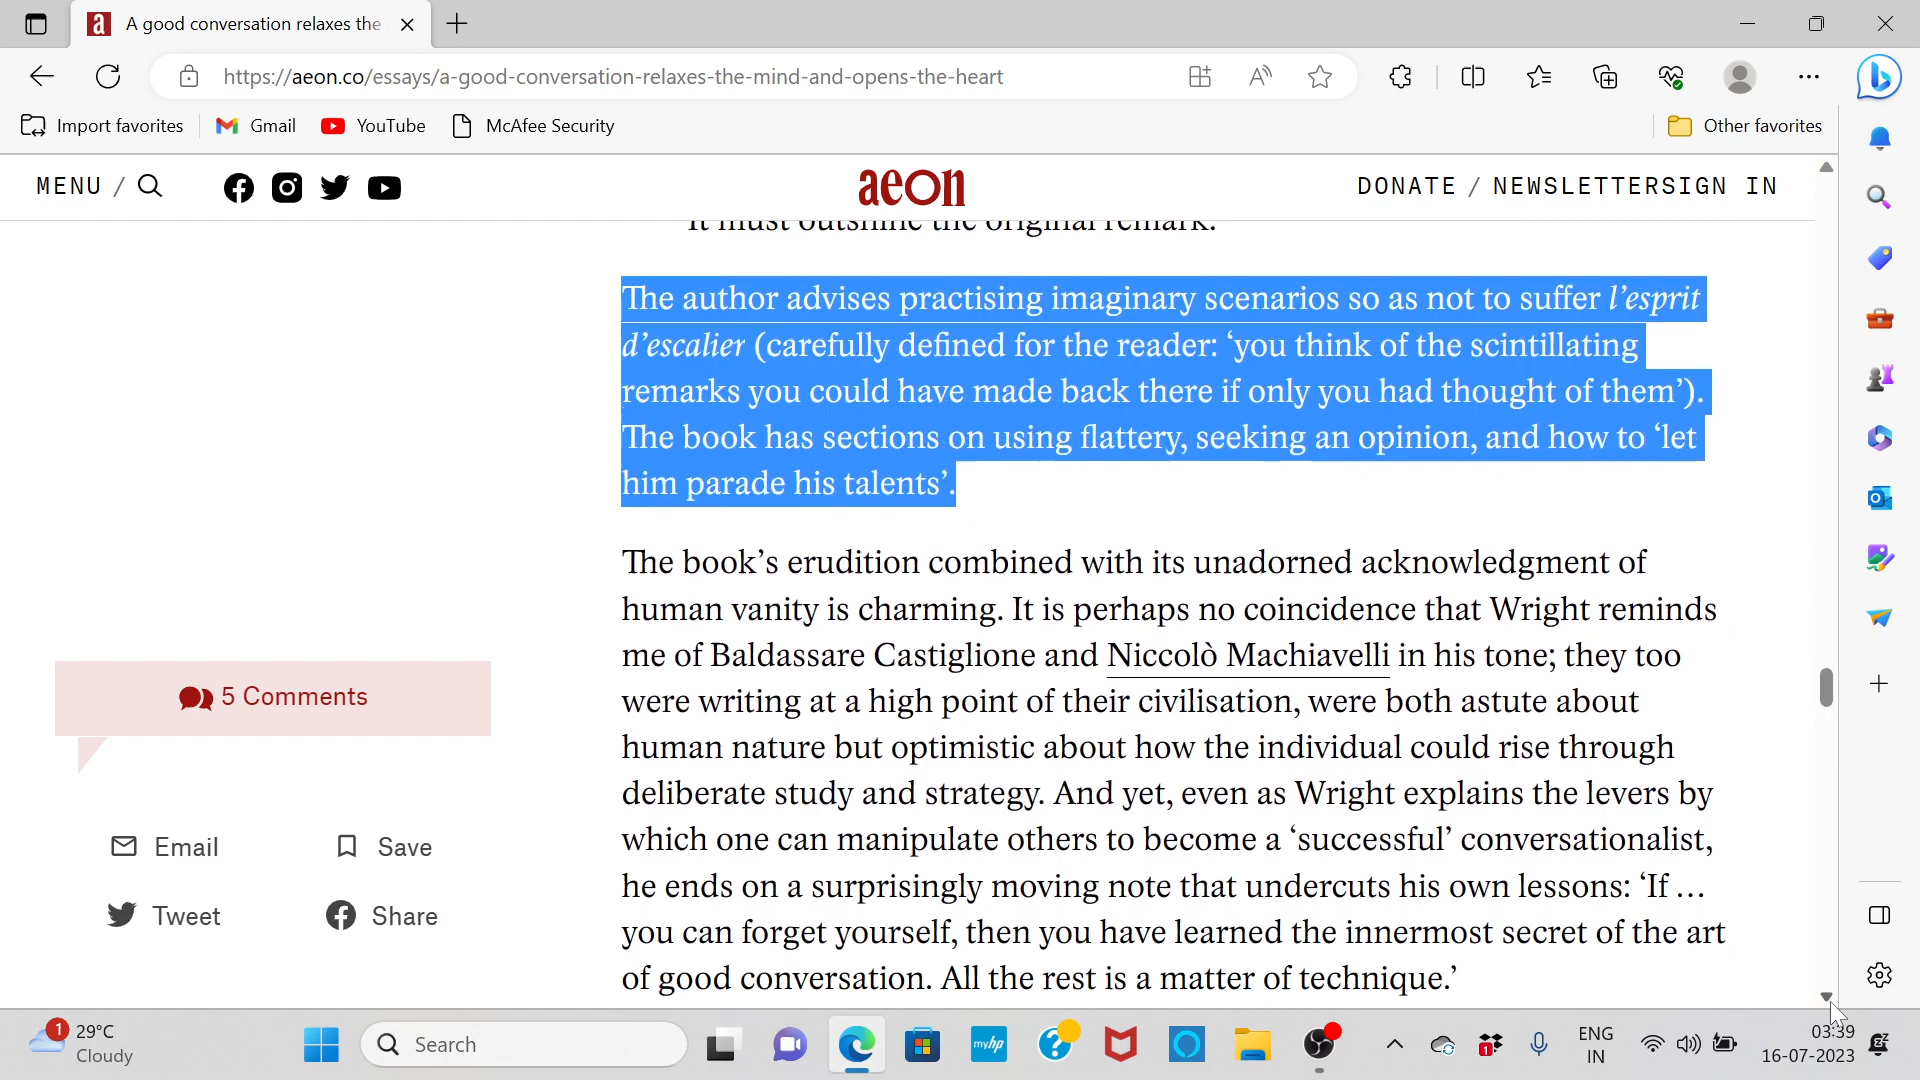 A good conversation relaxes the
https://aeon.co/essays/a-good-conversation-relaxes-the-mind-and-opens-the-heart
Import favorites
Gmail
YouTube
McAfee Security
Other favorites
MENU /
aeon
DONATE / NEWSLETTER SIGN IN
It must outshine the original remark.
The author advises practising imaginary scenarios so as not to suffer l’esprit
d’escalier (carefully defined for the reader: ‘you think of the scintillating
remarks you could have made back there if only you had thought of them’).
The book has sections on using flattery, seeking an opinion, and how to ‘let
him parade his talents’.
The book’s erudition combined with its unadorned acknowledgment of
human vanity is charming. It is perhaps no coincidence that Wright reminds
me of Baldassare Castiglione and Niccolò Machiavelli in his tone; they too
were writing at a high point of their civilisation, were both astute about
human nature but optimistic about how the individual could rise through
deliberate study and strategy. And yet, even as Wright explains the levers by
which one can manipulate others to become a ‘successful’ conversationalist,
he ends on a surprisingly moving note that undercuts his own lessons: ‘If …
you can forget yourself, then you have learned the innermost secret of the art
of good conversation. All the rest is a matter of technique.’
5 Comments
Email
Save
Tweet
Share
1
29°C
Cloudy
Search
myhp
1
ENG
IN
03:39
16-07-2023